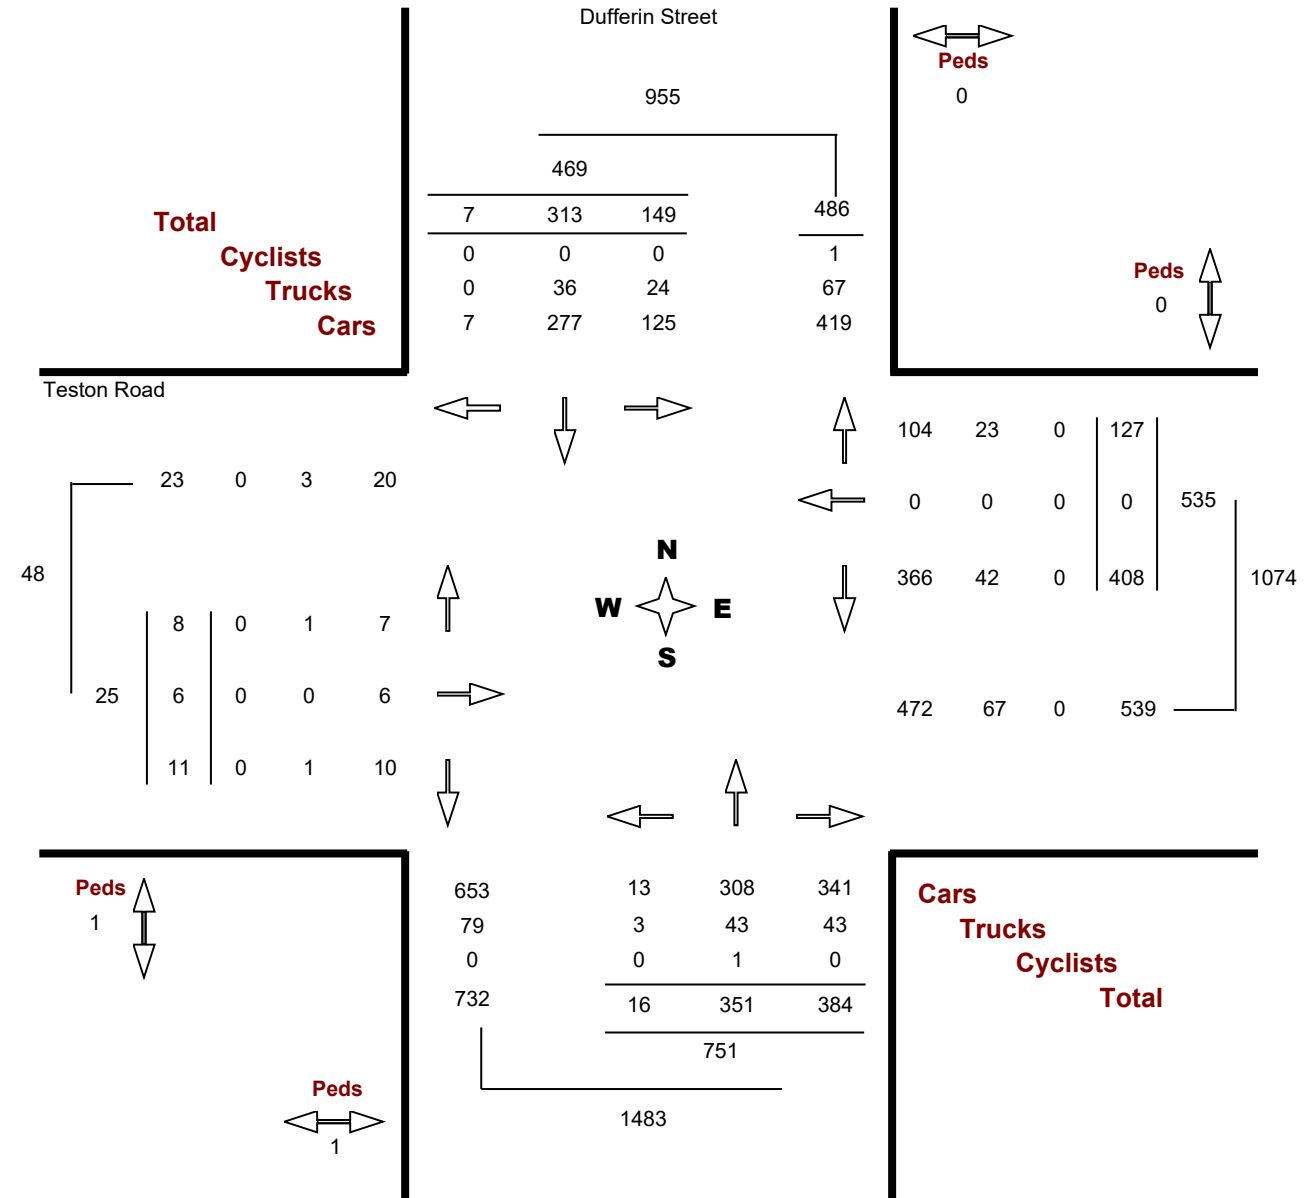 Dufferin Street
Peds
0
955
469
7 313 149 486
0 0 0 1
0 36 24 67
7 277 125 419
Total
Cyclists
Trucks
Cars
Peds
0
Teston Road
104 23 0 127
23 0 3 20
0 0 0 0 535
48
366 42 0 408 1074
N
W E
S
8 0 1 7
25 6 0 0 6
472 67 0 539
11 0 1 10
Peds
1
653 13 308 341
79 3 43 43
0 0 1 0
732 16 351 384
751
1483
Cars
Trucks
Cyclists
Total
Peds
1